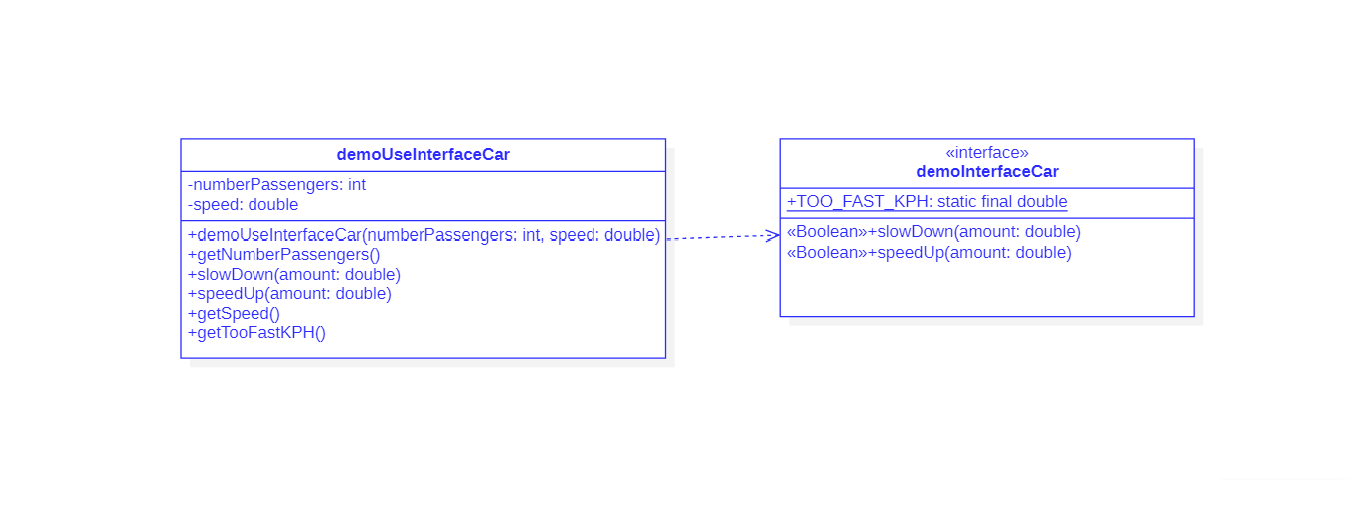 demoUseInterfaceCar
-numberPassengers: int
-speed: double
+demoUseInterfaceCar(numberPassengers: int, speed: double)
+getNumberPassengers()
+slowDown(amount: double)
+speedUp(amount: double)
+getSpeed()
+getTooFastKPH()
«interface»
demoInterfaceCar
+TOO_FAST_KPH: static final double
«Boolean»+slowDown(amount: double)
«Boolean»+speedUp(amount: double)